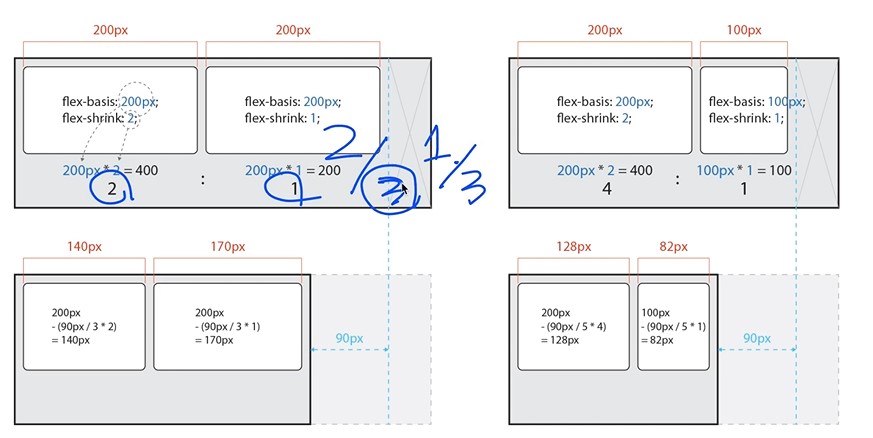 200px
200px
flex-basis: 200px;
flex-shrink: 2;
flex-basis: 200px;
flex-shrink: 1;
200px * 2 = 400
2
:
200px * 1 = 200
1
2/3
1/3
200px
100px
flex-basis: 200px;
flex-shrink: 2;
flex-basis: 100px;
flex-shrink: 1;
200px * 2 = 400
4
:
100px * 1 = 100
1
140px
170px
200px
- (90px / 3 * 2)
= 140px
200px
- (90px / 3 * 1)
= 170px
90px
128px
82px
200px
- (90px / 5 * 4)
= 128px
100px
- (90px / 5 * 1)
= 82px
90px